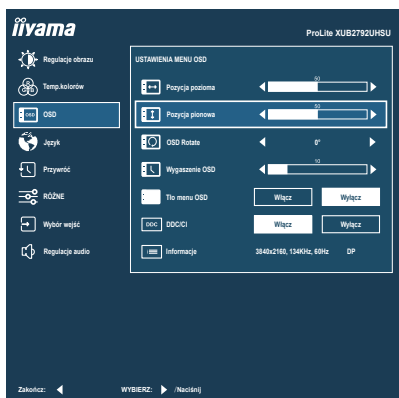 iiyama
ProLite XUB2792UHSU
Regulacje obrazu
Temp.kolorów
OSD OSD
Język
Przywróć
RÓŻNE
Wybór wejść
Regulacje audio
USTAWIENIA MENU OSD
Pozycja pozioma 50
Pozycja pionowa 50
OSD Rotate 0°
Wygaszenie OSD 10
Tło menu OSD Włącz Wyłącz
DDC DDC/CI Włącz Wyłącz
Informacje 3840x2160, 134KHz, 60Hz DP
Zakończ: WYBIERZ: /Naciśnij